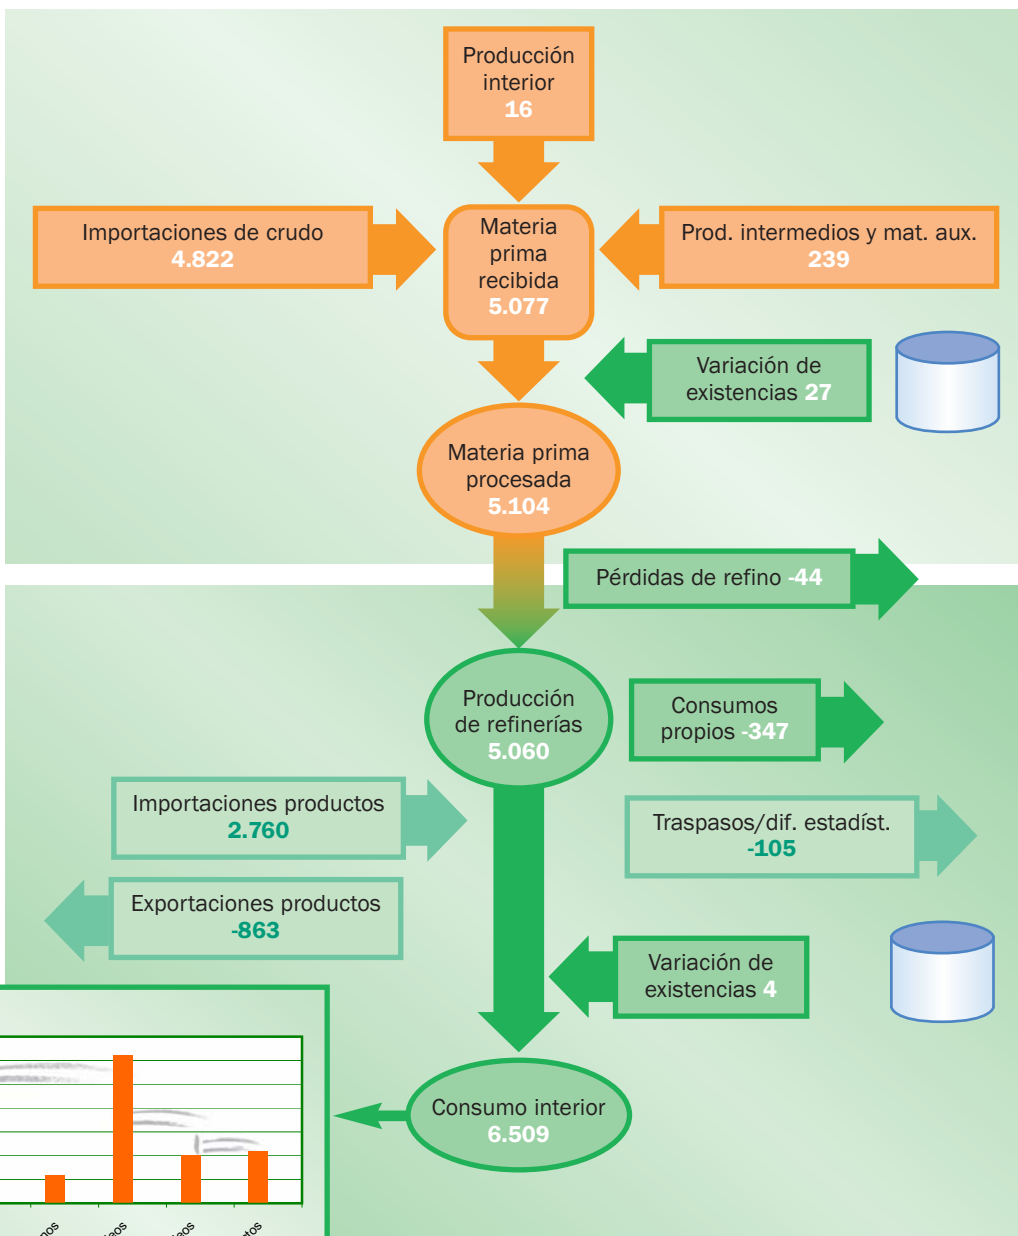 Producción
interior
16
Importaciones de crudo
4.822
Materia
prima
recibida
5.077
Prod. intermedios y mat. aux.
239
Variación de
existencias 27
Materia prima
procesada
5.104
Pérdidas de refino -44
Producción
de refinerías
5.060
Consumos
propios -347
Importaciones productos
2.760
Traspasos/dif. estadíst.
-105
Exportaciones productos
-863
Variación de
existencias 4
Consumo interior
6.509